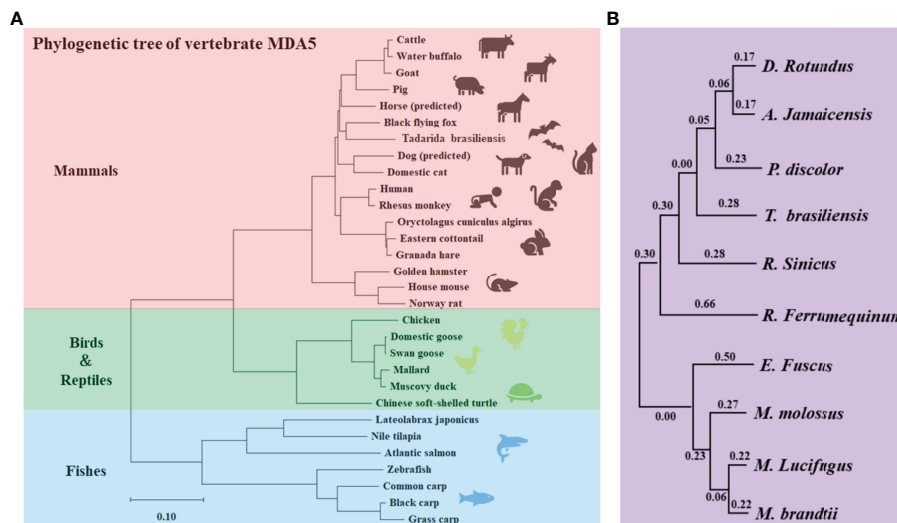 A
Phylogenetic tree of vertebrate MDA5
Cattle
Water buffalo
Goat
Pig
Horse (predicted)
Black flying fox
Tadarida brasiliensis
Dog (predicted)
Domestic cat
Mammals
Human
Rhesus monkey
Oryctolagus cuniculus algirus
Eastern cottontail
Granada hare
Golden hamster
House mouse
Norway rat
Birds
&
Reptiles
Chicken
Domestic goose
Swan goose
Mallard
Muscovy duck
Chinese soft-shelled turtle
Fishes
Lateolabrax japonicus
Nile tilapia
Atlantic salmon
Zebrafish
Common carp
Black carp
Grass carp
0.10
B
0.17
D. Rotundus
0.06
0.17
A. Jamaicensis
0.05
0.23
P. discolor
0.00
0.28
T. brasiliensis
0.30
0.28
R. Sinicus
0.30
0.66
R. Ferrumequinum
0.50
E. Fuscus
0.00
0.27
M. molossus
0.23
0.22
M. Lucifugus
0.06
0.22
M. brandtii